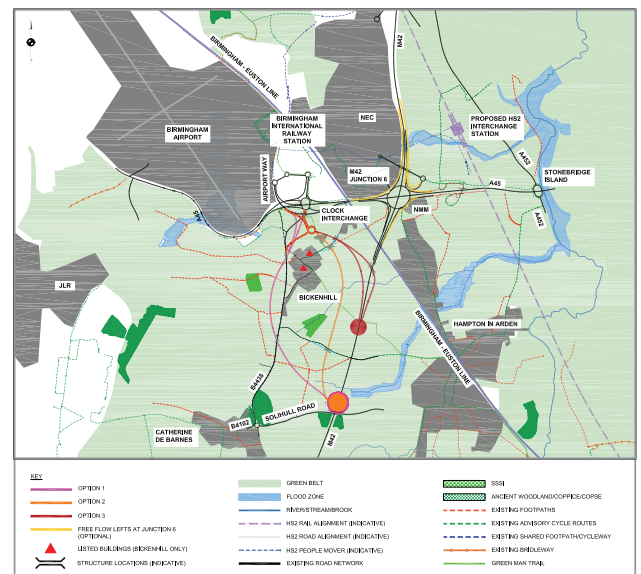 M42
BIRMINGHAM - EUSTON LINE
BIRMINGHAM
INTERNATIONAL
RAILWAY
STATION
NEC
BIRMINGHAM
AIRPORT
PROPOSED HS2
INTERCHANGE
STATION
A452
STONEBRIDGE
ISLAND
AIRPORT WAY
M42
JUNCTION 6
A45
A452
NMM
CLOCK
INTERCHANGE
A45
JLR
BICKENHILL
HAMPTON IN ARDEN
BIRMINGHAM - EUSTON LINE
B4438
SOLIHULL ROAD
B4102
M42
CATHERINE
DE BARNES
KEY
OPTION 1
OPTION 2
OPTION 3
FREE FLOW LEFTS AT JUNCTION 6
(OPTIONAL)
LISTED BUILDINGS (BICKENHILL ONLY)
STRUCTURE LOCATIONS (INDICATIVE)
GREEN BELT
FLOOD ZONE
RIVER/STREAM/BROOK
HS2 RAIL ALIGNMENT (INDICATIVE)
HS2 ROAD ALIGNMENT (INDICATIVE)
HS2 PEOPLE MOVER (INDICATIVE)
EXISTING ROAD NETWORK
SSSI
ANCIENT WOODLAND/COPPICE/COPSE
EXISTING FOOTPATHS
EXISTING ADVISORY CYCLE ROUTES
EXISTING SHARED FOOTPATH/CYCLEWAY
EXISTING BRIDLEWAY
GREEN MAN TRAIL